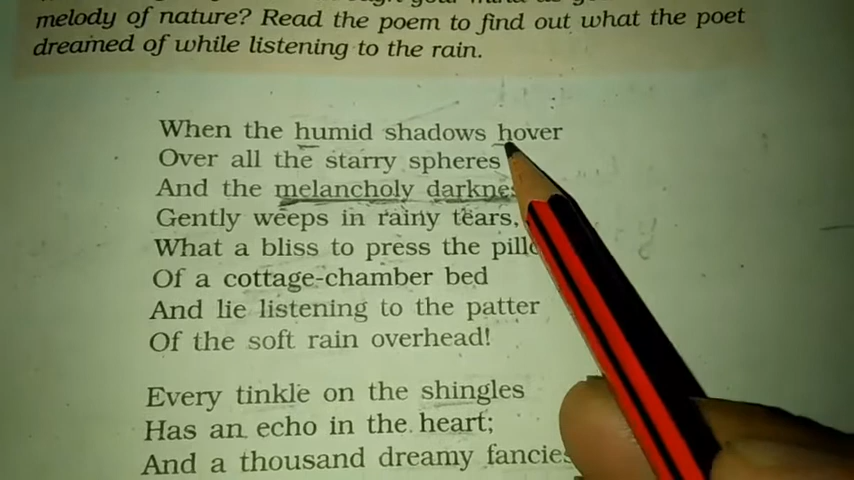 melody of nature? Read the poem to find out what the poet
dreamed of while listening to the rain.
When the humid shadows hover
Over all the starry spheres
And the melancholy
Gently weeps in rainy tears,
What a bliss to press the
Of a cottage-chamber bed
And lie listening to the patter
Of the soft rain overhead!
Every tinkle on the shingles
Has an echo in the heart;
And a thousand dreamy fancies